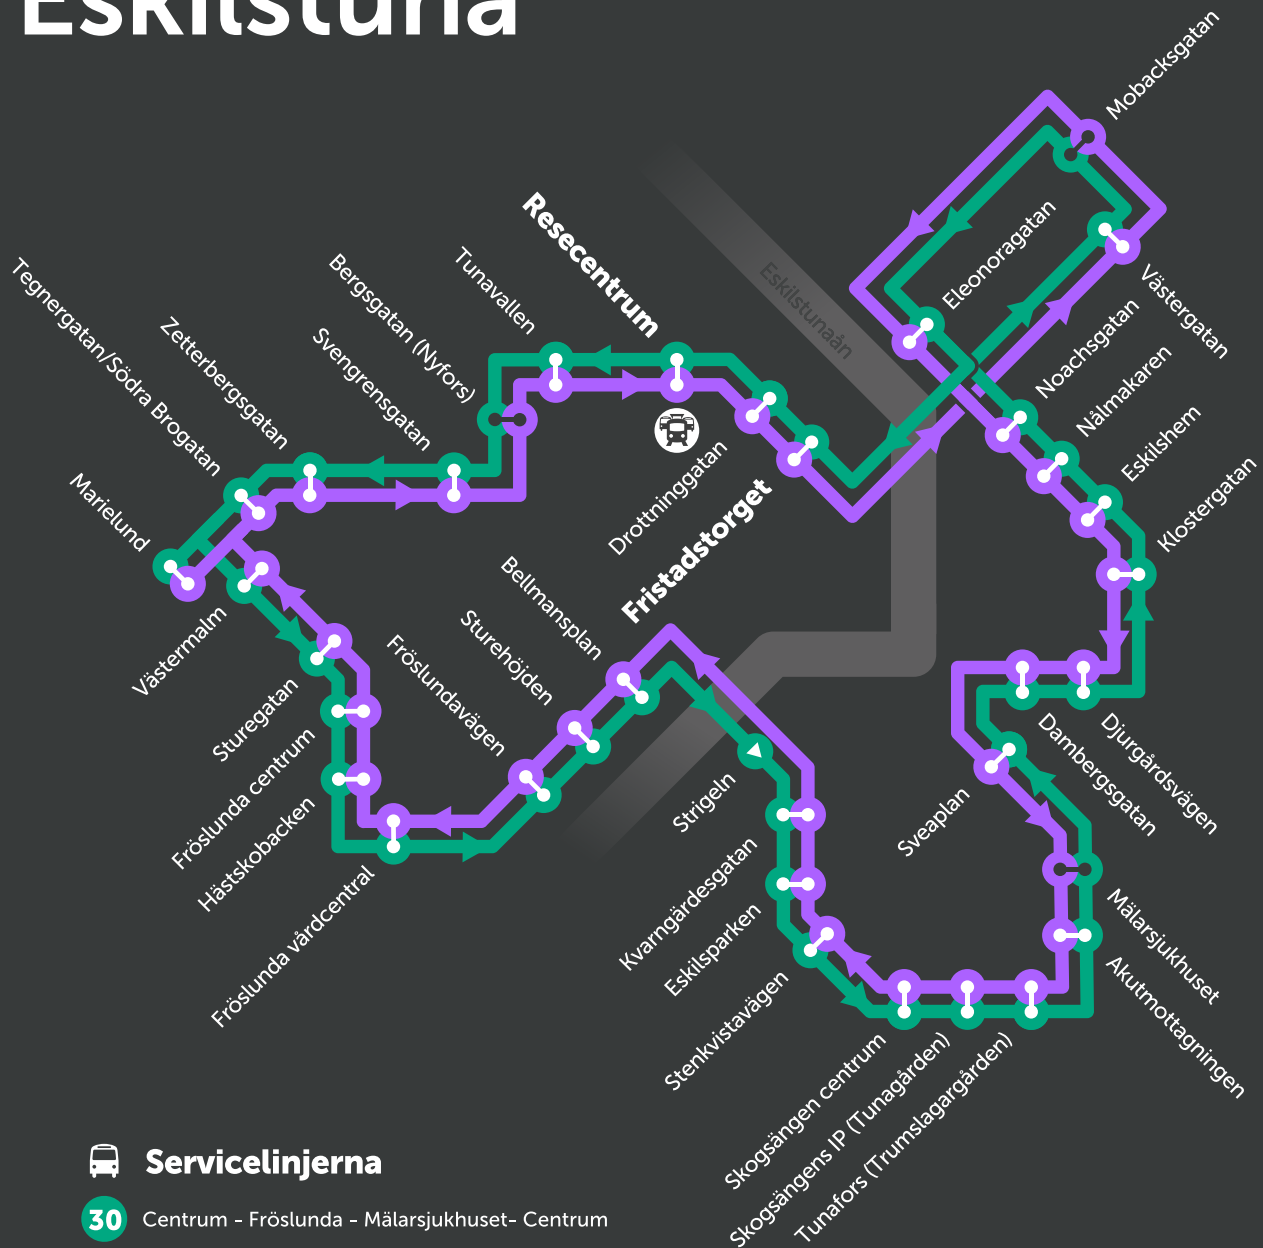 Eskilstuna
Mobacksgatan
Eleonoragatan
Västergatan
Noachsgatan
Nålmakaren
Eskilshem
Klostergatan
Eskilstunaån
Resecentrum
Tunavallen
Bergsgatan (Nyfors)
Svengrensgatan
Zetterbergsgatan
Tegnergatan/Södra Brogatan
Marielund
Drottninggatan
Fristadstorget
Bellmansplan
Sturehöjden
Fröslundavägen
Västermalm
Sturegatan
Fröslunda centrum
Hästskobacken
Fröslunda vårdcentral
Strigeln
Kvarngärdesgatan
Eskilsparken
Stenkvistavägen
Skogsängen centrum
Skogsängens IP (Tunagården)
Tunafors (Trumslagargården)
Sveaplan
Dambergsgatan
Djurgårdsvägen
Mälarsjukhuset
Akutmottagningen
Servicelinjerna
30 Centrum - Fröslunda - Mälarsjukhuset- Centrum